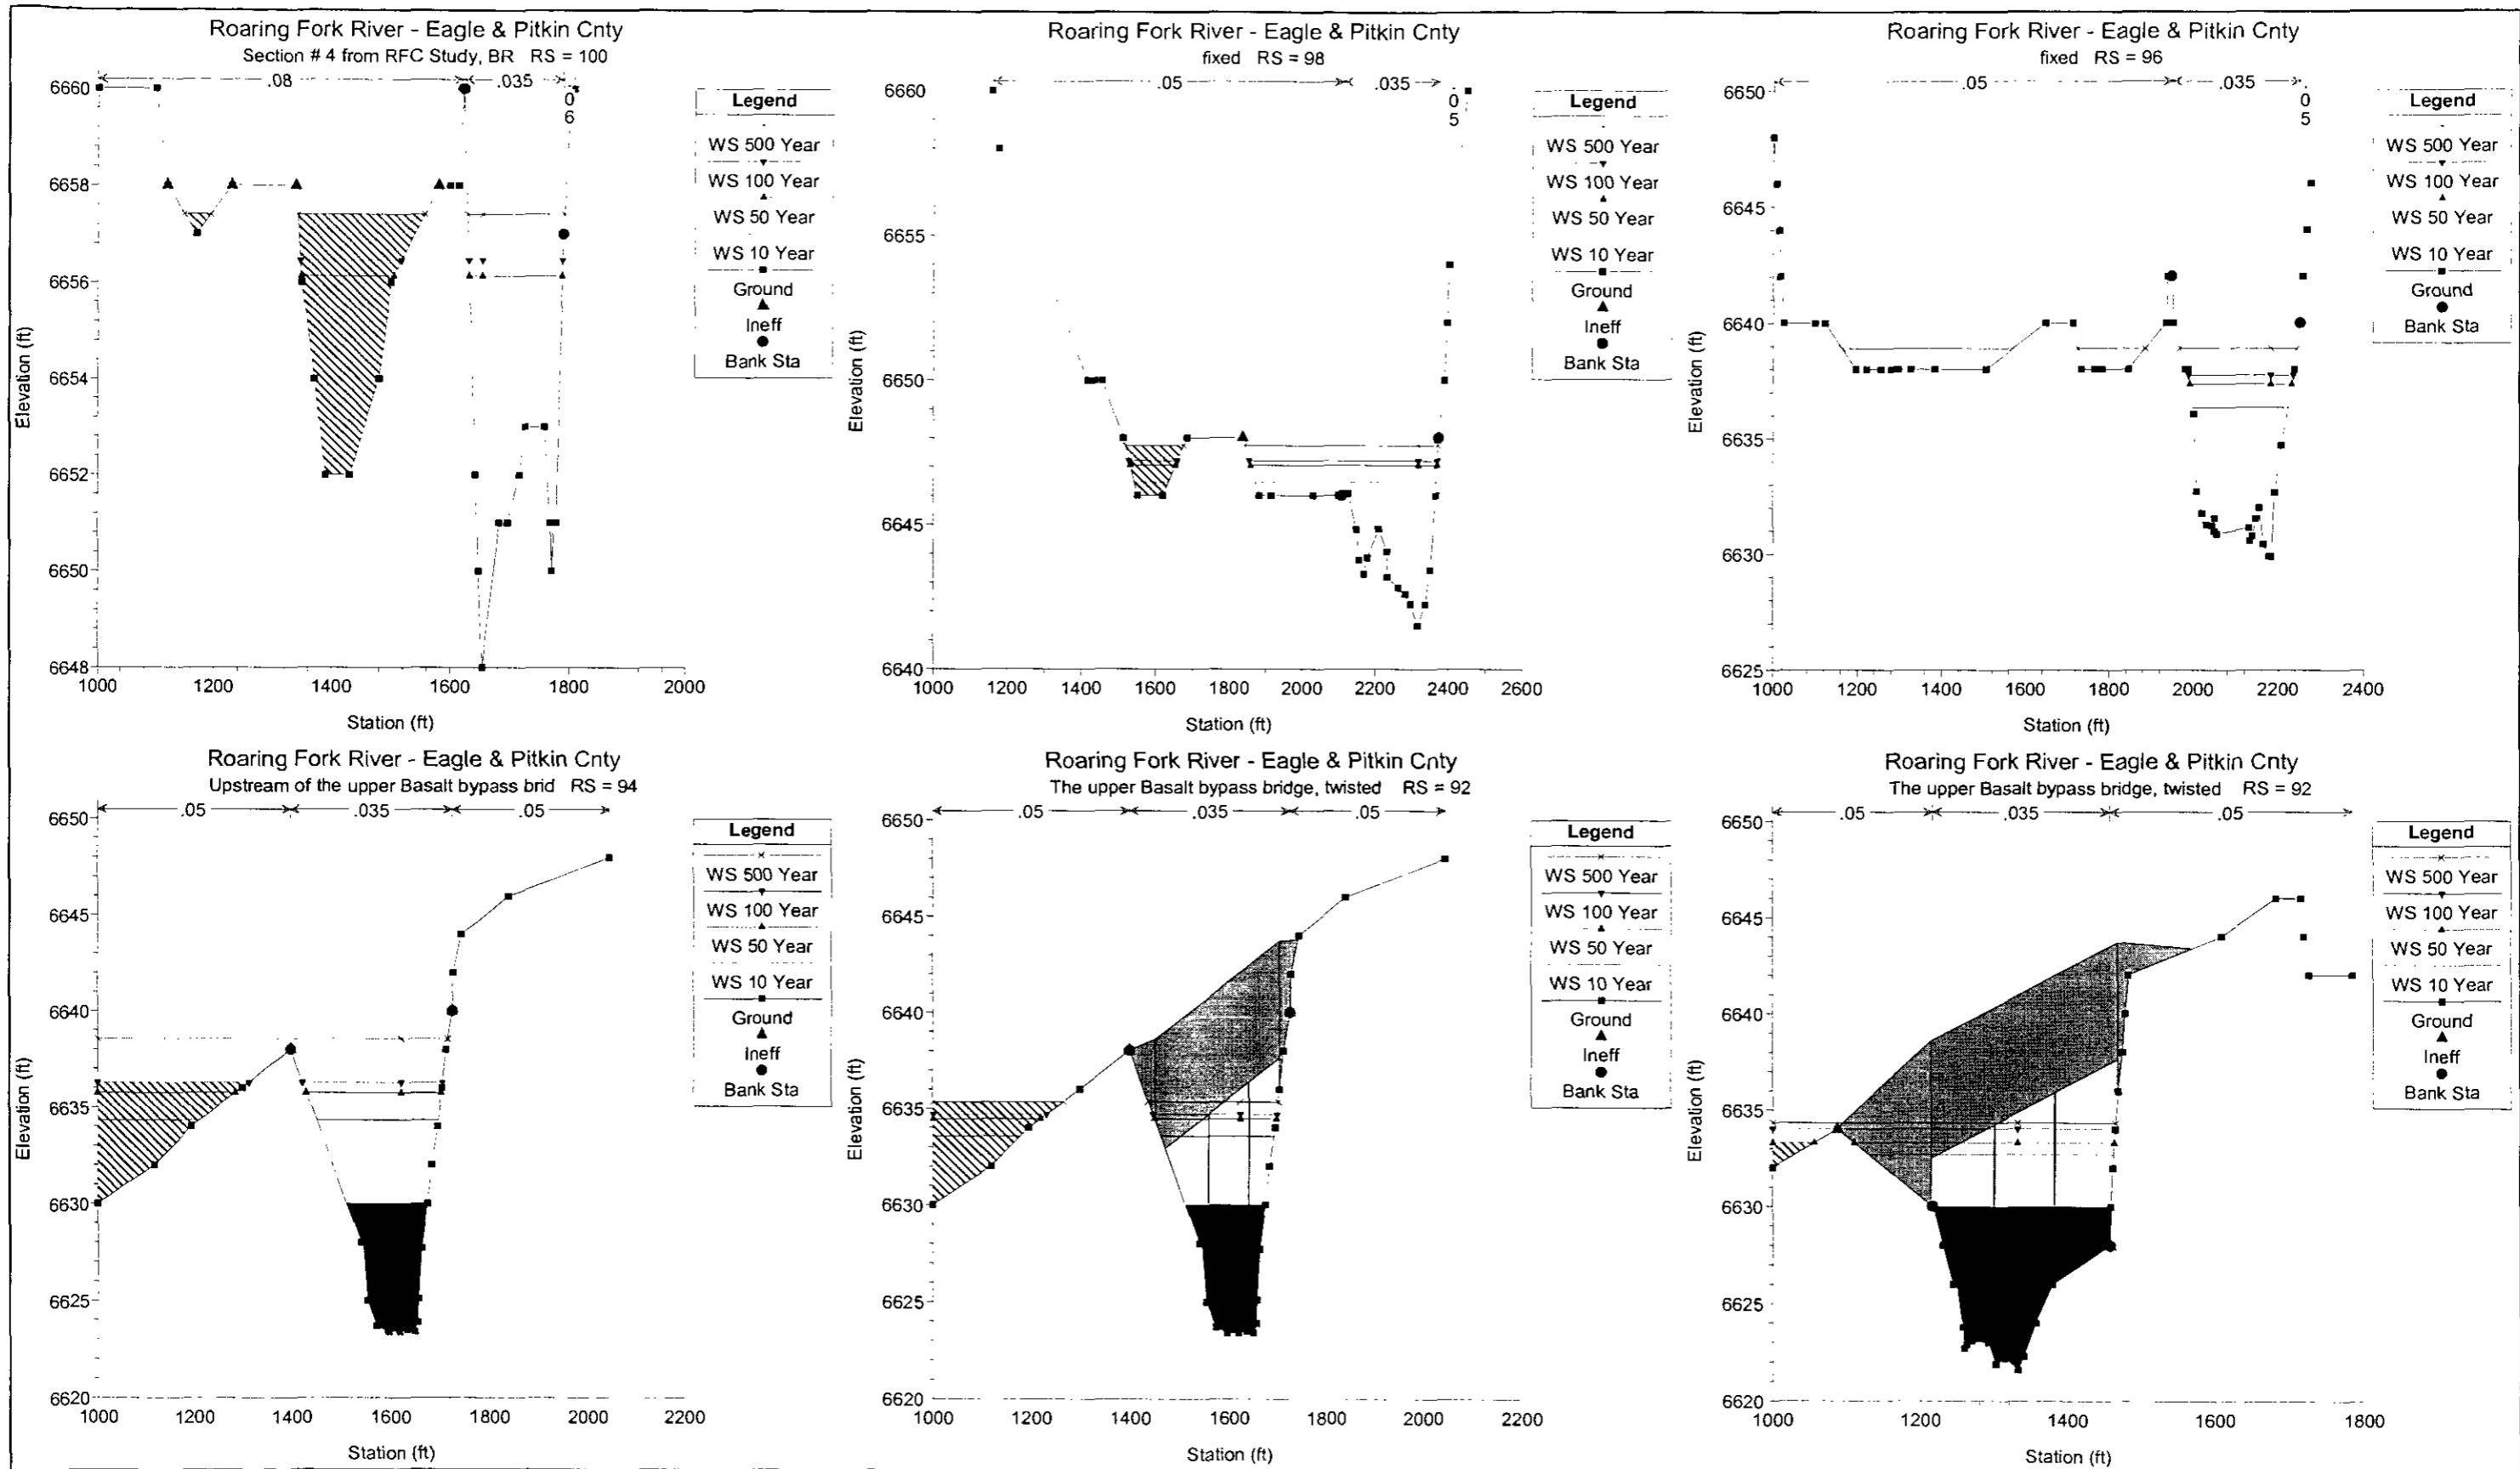 Roaring Fork River - Eagle & Pitkin Cnty
Section # 4 from RFC Study, BR RS = 100
.08 .035 .06
6660
6658
6656
6654
6652
6650
6648
Elevation (ft)
1000 1200 1400 1600 1800 2000
Station (ft)
Legend
WS 500 Year
WS 100 Year
WS 50 Year
WS 10 Year
Ground
Ineff
Bank Sta
Roaring Fork River - Eagle & Pitkin Cnty
fixed RS = 98
.05 .035 .05
6660
6655
6650
6645
6640
Elevation (ft)
1000 1200 1400 1600 1800 2000 2200 2400 2600
Station (ft)
Legend
WS 500 Year
WS 100 Year
WS 50 Year
WS 10 Year
Ground
Ineff
Bank Sta
Roaring Fork River - Eagle & Pitkin Cnty
fixed RS = 96
.05 .035 .05
6650
6645
6640
6635
6630
6625
Elevation (ft)
1000 1200 1400 1600 1800 2000 2200 2400
Station (ft)
Legend
WS 500 Year
WS 100 Year
WS 50 Year
WS 10 Year
Ground
Bank Sta
Roaring Fork River - Eagle & Pitkin Cnty
Upstream of the upper Basalt bypass brid RS = 94
.05 .035 .05
6650
6645
6640
6635
6630
6625
6620
Elevation (ft)
1000 1200 1400 1600 1800 2000 2200
Station (ft)
Legend
WS 500 Year
WS 100 Year
WS 50 Year
WS 10 Year
Ground
Ineff
Bank Sta
Roaring Fork River - Eagle & Pitkin Cnty
The upper Basalt bypass bridge, twisted RS = 92
.05 .035 .05
6650
6645
6640
6635
6630
6625
6620
Elevation (ft)
1000 1200 1400 1600 1800 2000 2200
Station (ft)
Legend
WS 500 Year
WS 100 Year
WS 50 Year
WS 10 Year
Ground
Ineff
Bank Sta
Roaring Fork River - Eagle & Pitkin Cnty
The upper Basalt bypass bridge, twisted RS = 92
.05 .035 .05
6650
6645
6640
6635
6630
6625
6620
Elevation (ft)
1000 1200 1400 1600 1800
Station (ft)
Legend
WS 500 Year
WS 100 Year
WS 50 Year
WS 10 Year
Ground
Ineff
Bank Sta